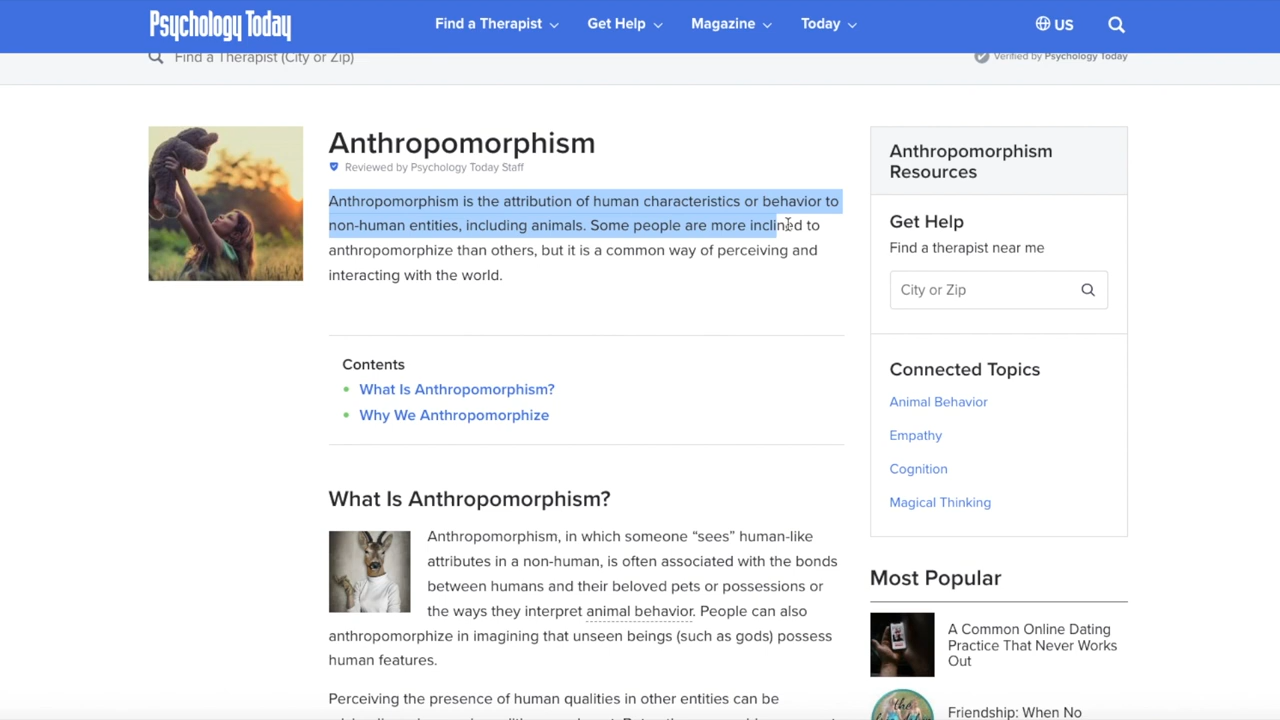 Psychology Today
Find a Therapist
Get Help
Magazine
Today
US
Find a Therapist (City or Zip)
Verified by Psychology Today
Anthropomorphism
Reviewed by Psychology Today Staff
Anthropomorphism is the attribution of human characteristics or behavior to
non-human entities, including animals. Some people are more inclined to
anthropomorphize than others, but it is a common way of perceiving and
interacting with the world.
Contents
What Is Anthropomorphism?
Why We Anthropomorphize
What Is Anthropomorphism?
Anthropomorphism, in which someone “sees” human-like
attributes in a non-human, is often associated with the bonds
between humans and their beloved pets or possessions or
the ways they interpret animal behavior. People can also
anthropomorphize in imagining that unseen beings (such as gods) possess
human features.
Perceiving the presence of human qualities in other entities can be
Anthropomorphism
Resources
Get Help
Find a therapist near me
City or Zip
Connected Topics
Animal Behavior
Empathy
Cognition
Magical Thinking
Most Popular
A Common Online Dating
Practice That Never Works
Out
the
Friendship: When No